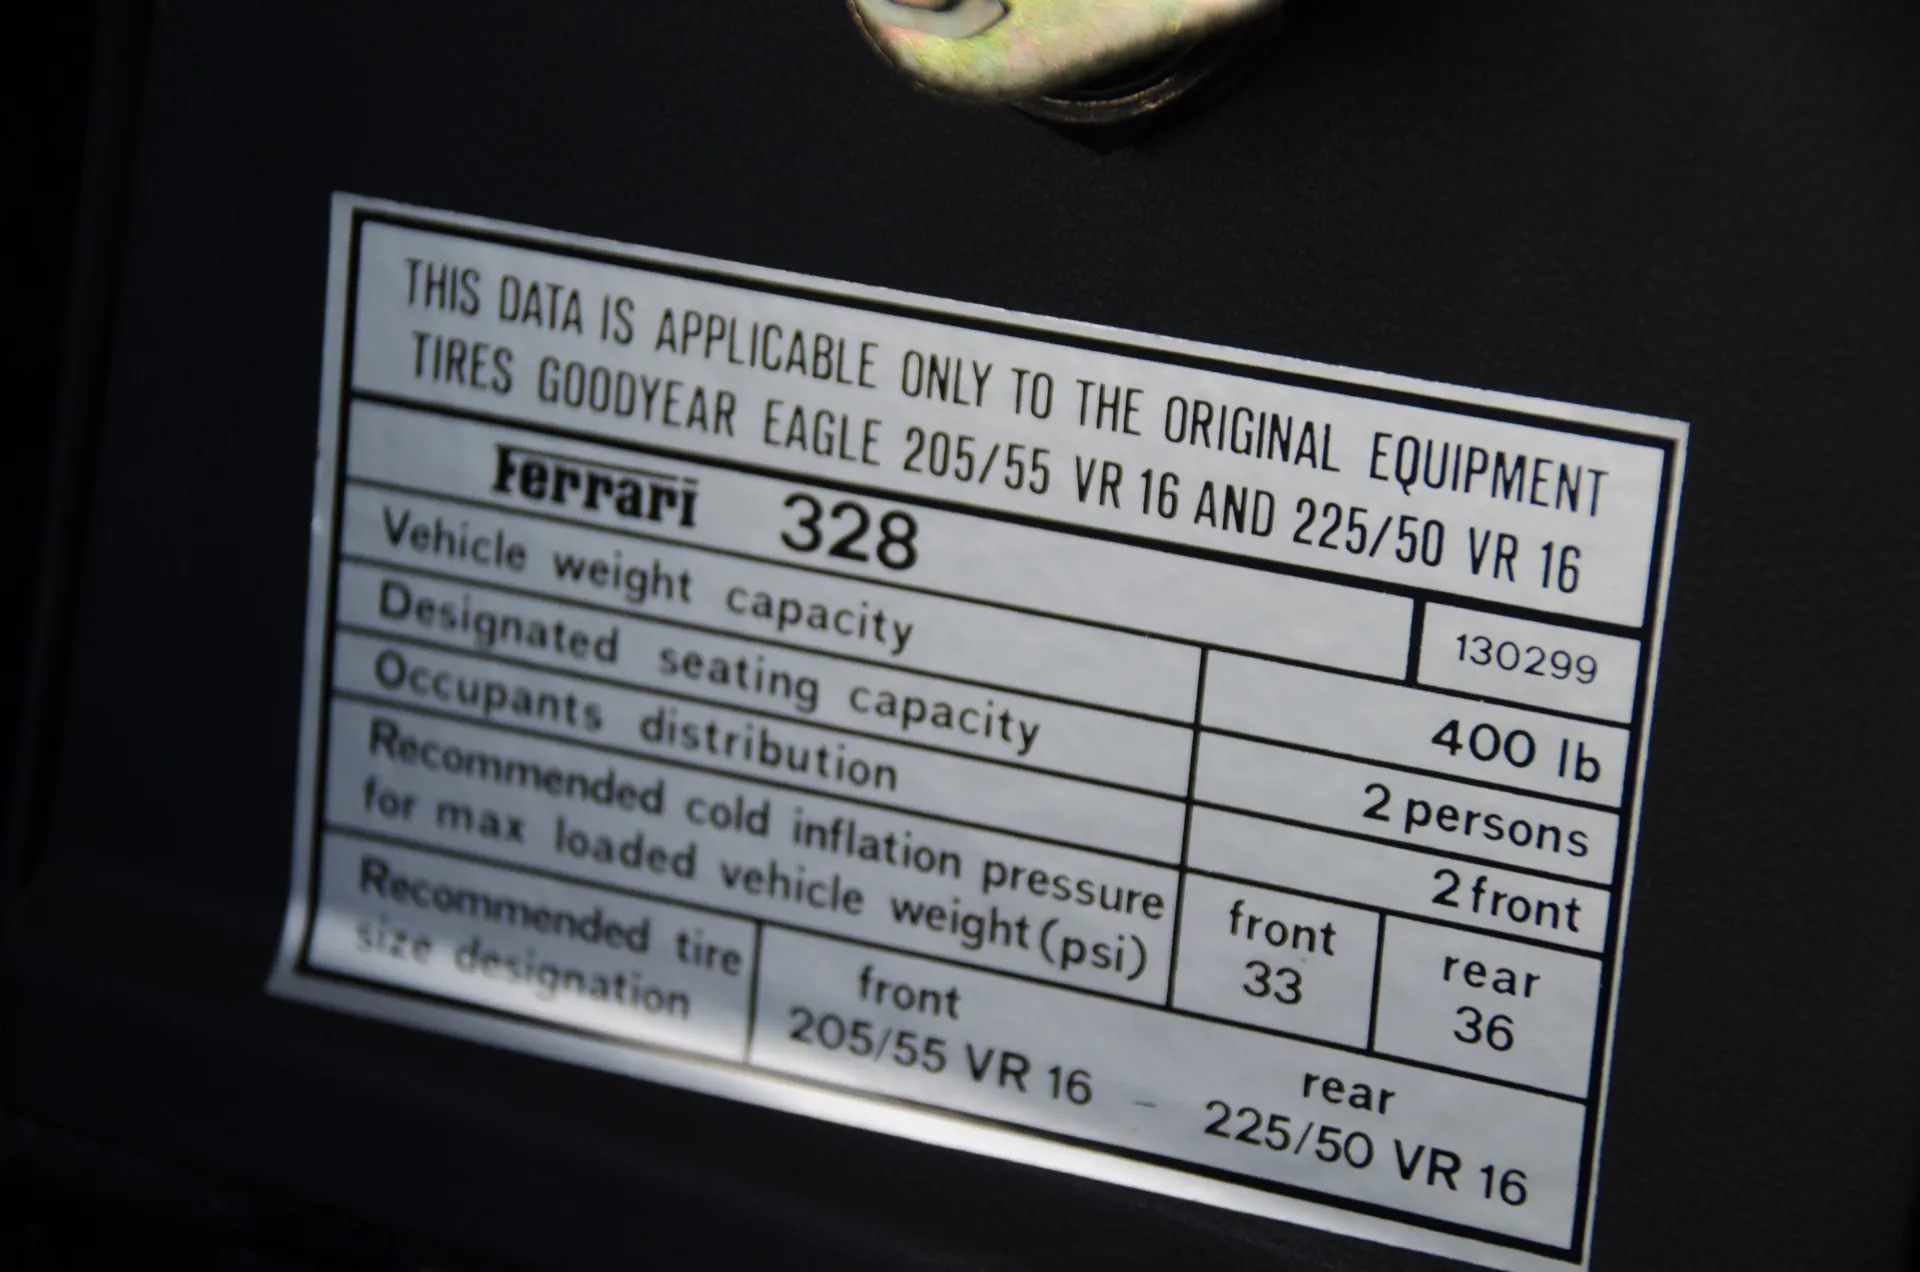 THIS DATA IS APPLICABLE ONLY TO THE ORIGINAL EQUIPMENT
TIRES GOODYEAR EAGLE 205/55 VR 16 AND 225/50 VR 16
Ferrari 328
130299
Vehicle weight capacity 400 lb
Designated seating capacity 2 persons
Occupants distribution 2 front
Recommended cold inflation pressure
for max loaded vehicle weight (psi)
front
33
rear
36
Recommended tire
size designation
front
205/55 VR 16 -
rear
225/50 VR 16